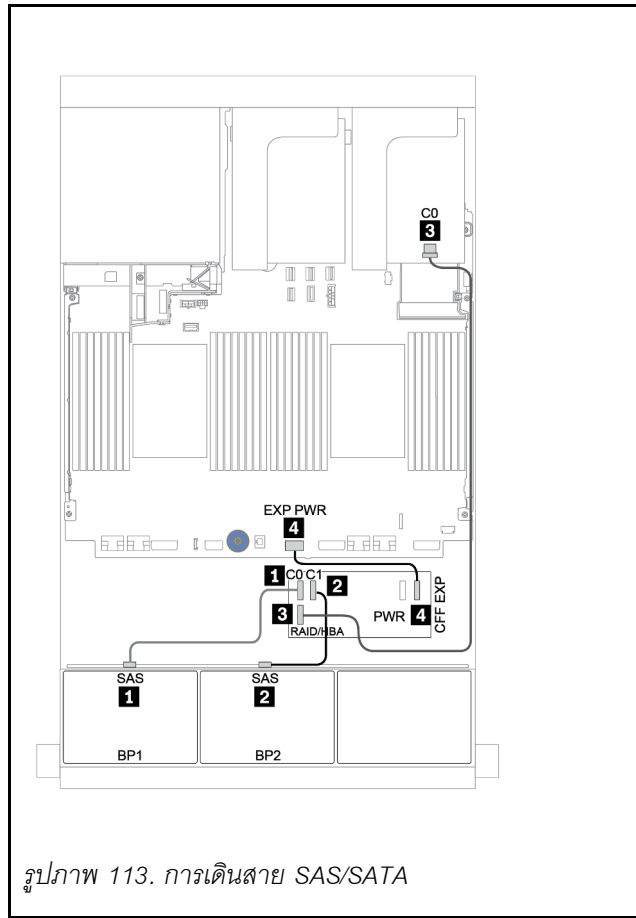 C0
3
EXP PWR
4
1 C0 C1 2
3 PWR 4
RAID/HBA
CFF EXP
SAS SAS
1 2
BP1 BP2
รูปภาพ 113. การเดินสาย SAS/SATA